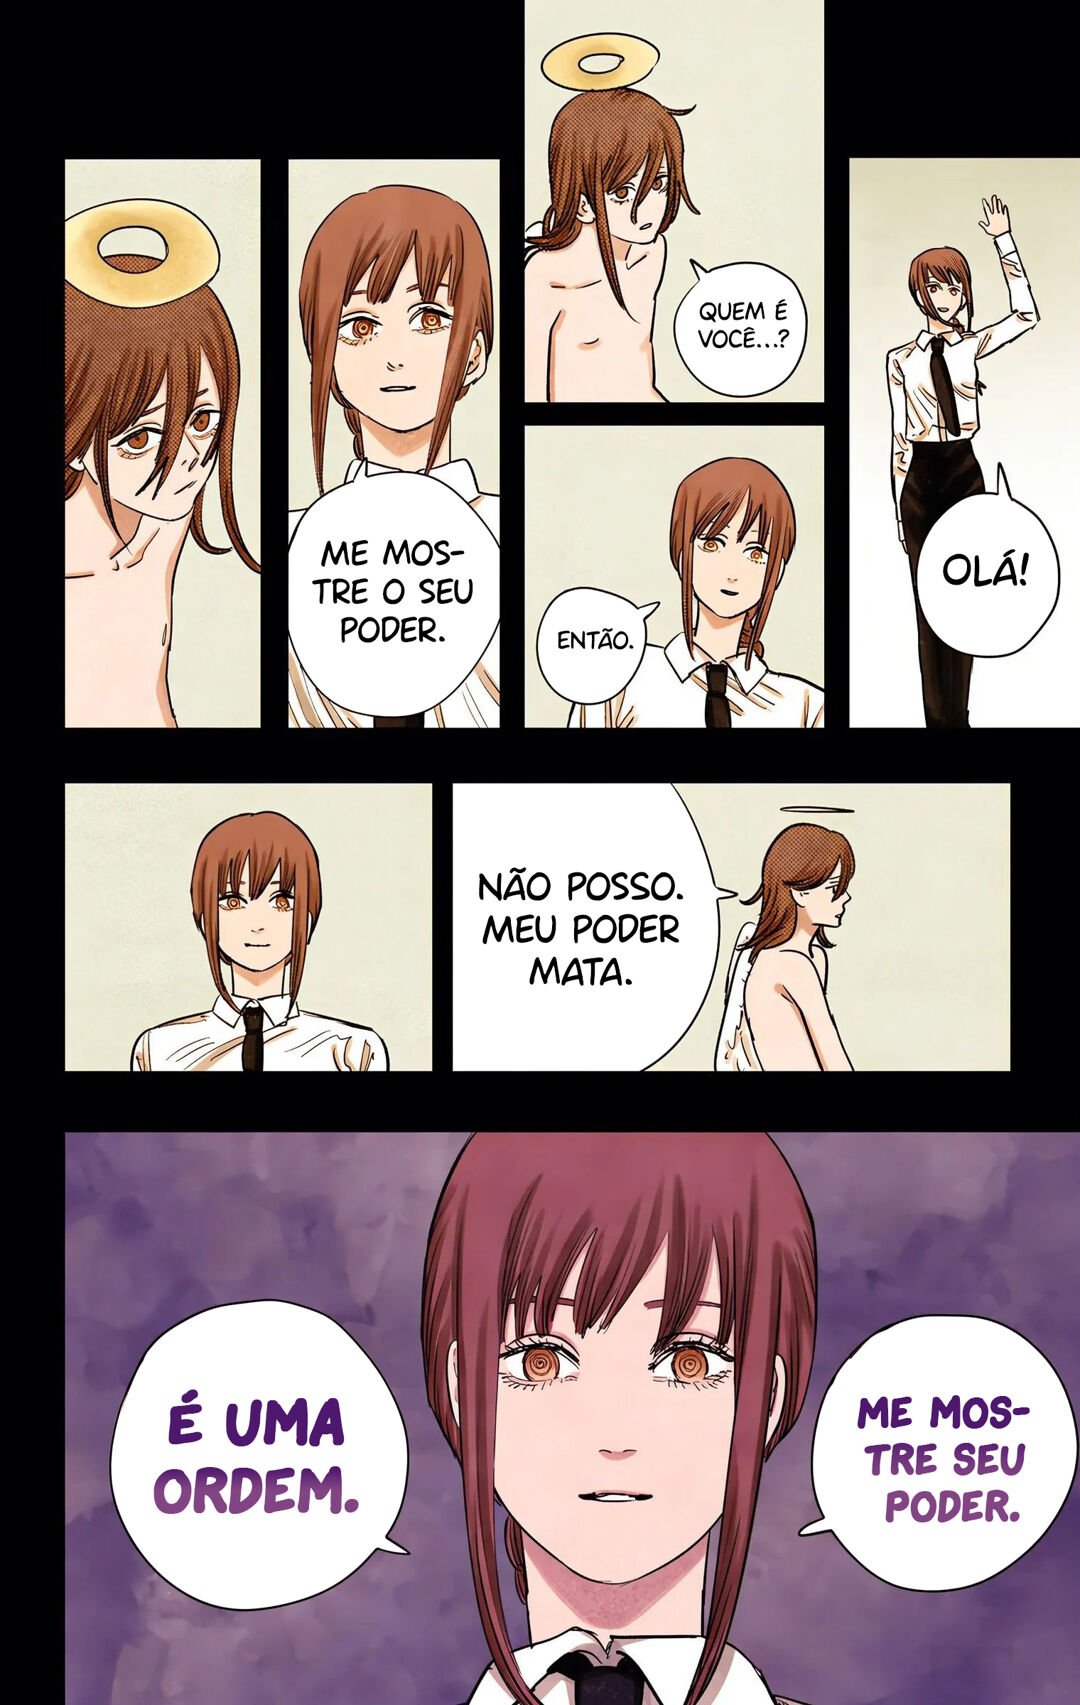 OLÁ!
QUEM É
VOCÊ...?
ENTÃO.
ME MOS-
TRE O SEU
PODER.
NÃO POSSO.
MEU PODER
MATA.
ME MOS-
TRE SEU
PODER.
É UMA
ORDEM.